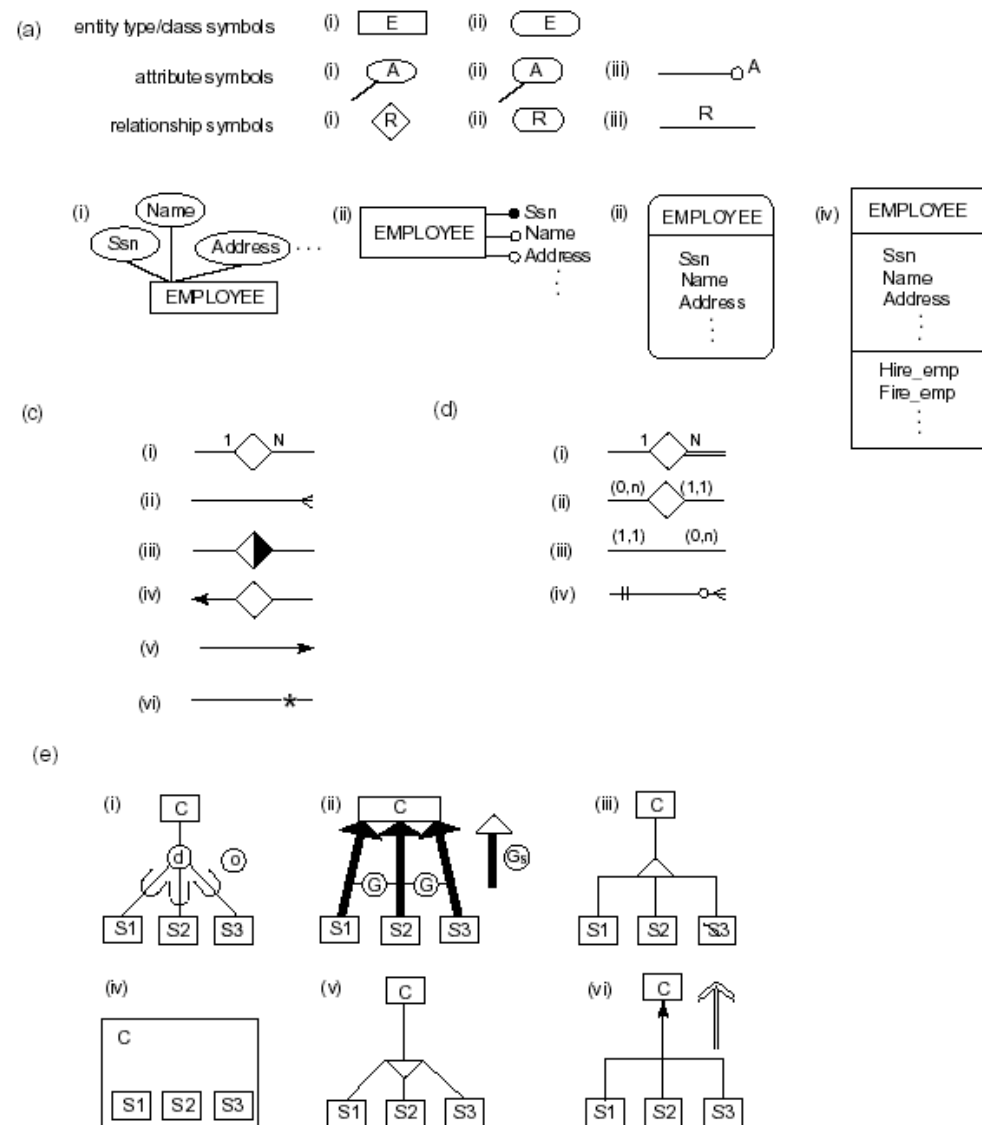 (a) entity type/class symbols (i) E (ii) E
attribute symbols (i) A (ii) A (iii) A
relationship symbols (i) R (ii) R (iii) R
(i) Name Ssn Address . . . EMPLOYEE
(ii) EMPLOYEE Ssn Name Address
(ii) EMPLOYEE
Ssn
Name
Address
(iv) EMPLOYEE
Ssn
Name
Address
Hire_emp
Fire_emp
(c)
(i) 1 N
(ii)
(iii)
(iv)
(v)
(vi) *
(d)
(i) 1 N
(ii) (0,n) (1,1)
(iii) (1,1) (0,n)
(iv)
(e)
(i) C d o S1 S2 S3
(ii) C G G Gs S1 S2 S3
(iii) C S1 S2 S3
(iv) C S1 S2 S3
(v) C S1 S2 S3
(vi) C S1 S2 S3